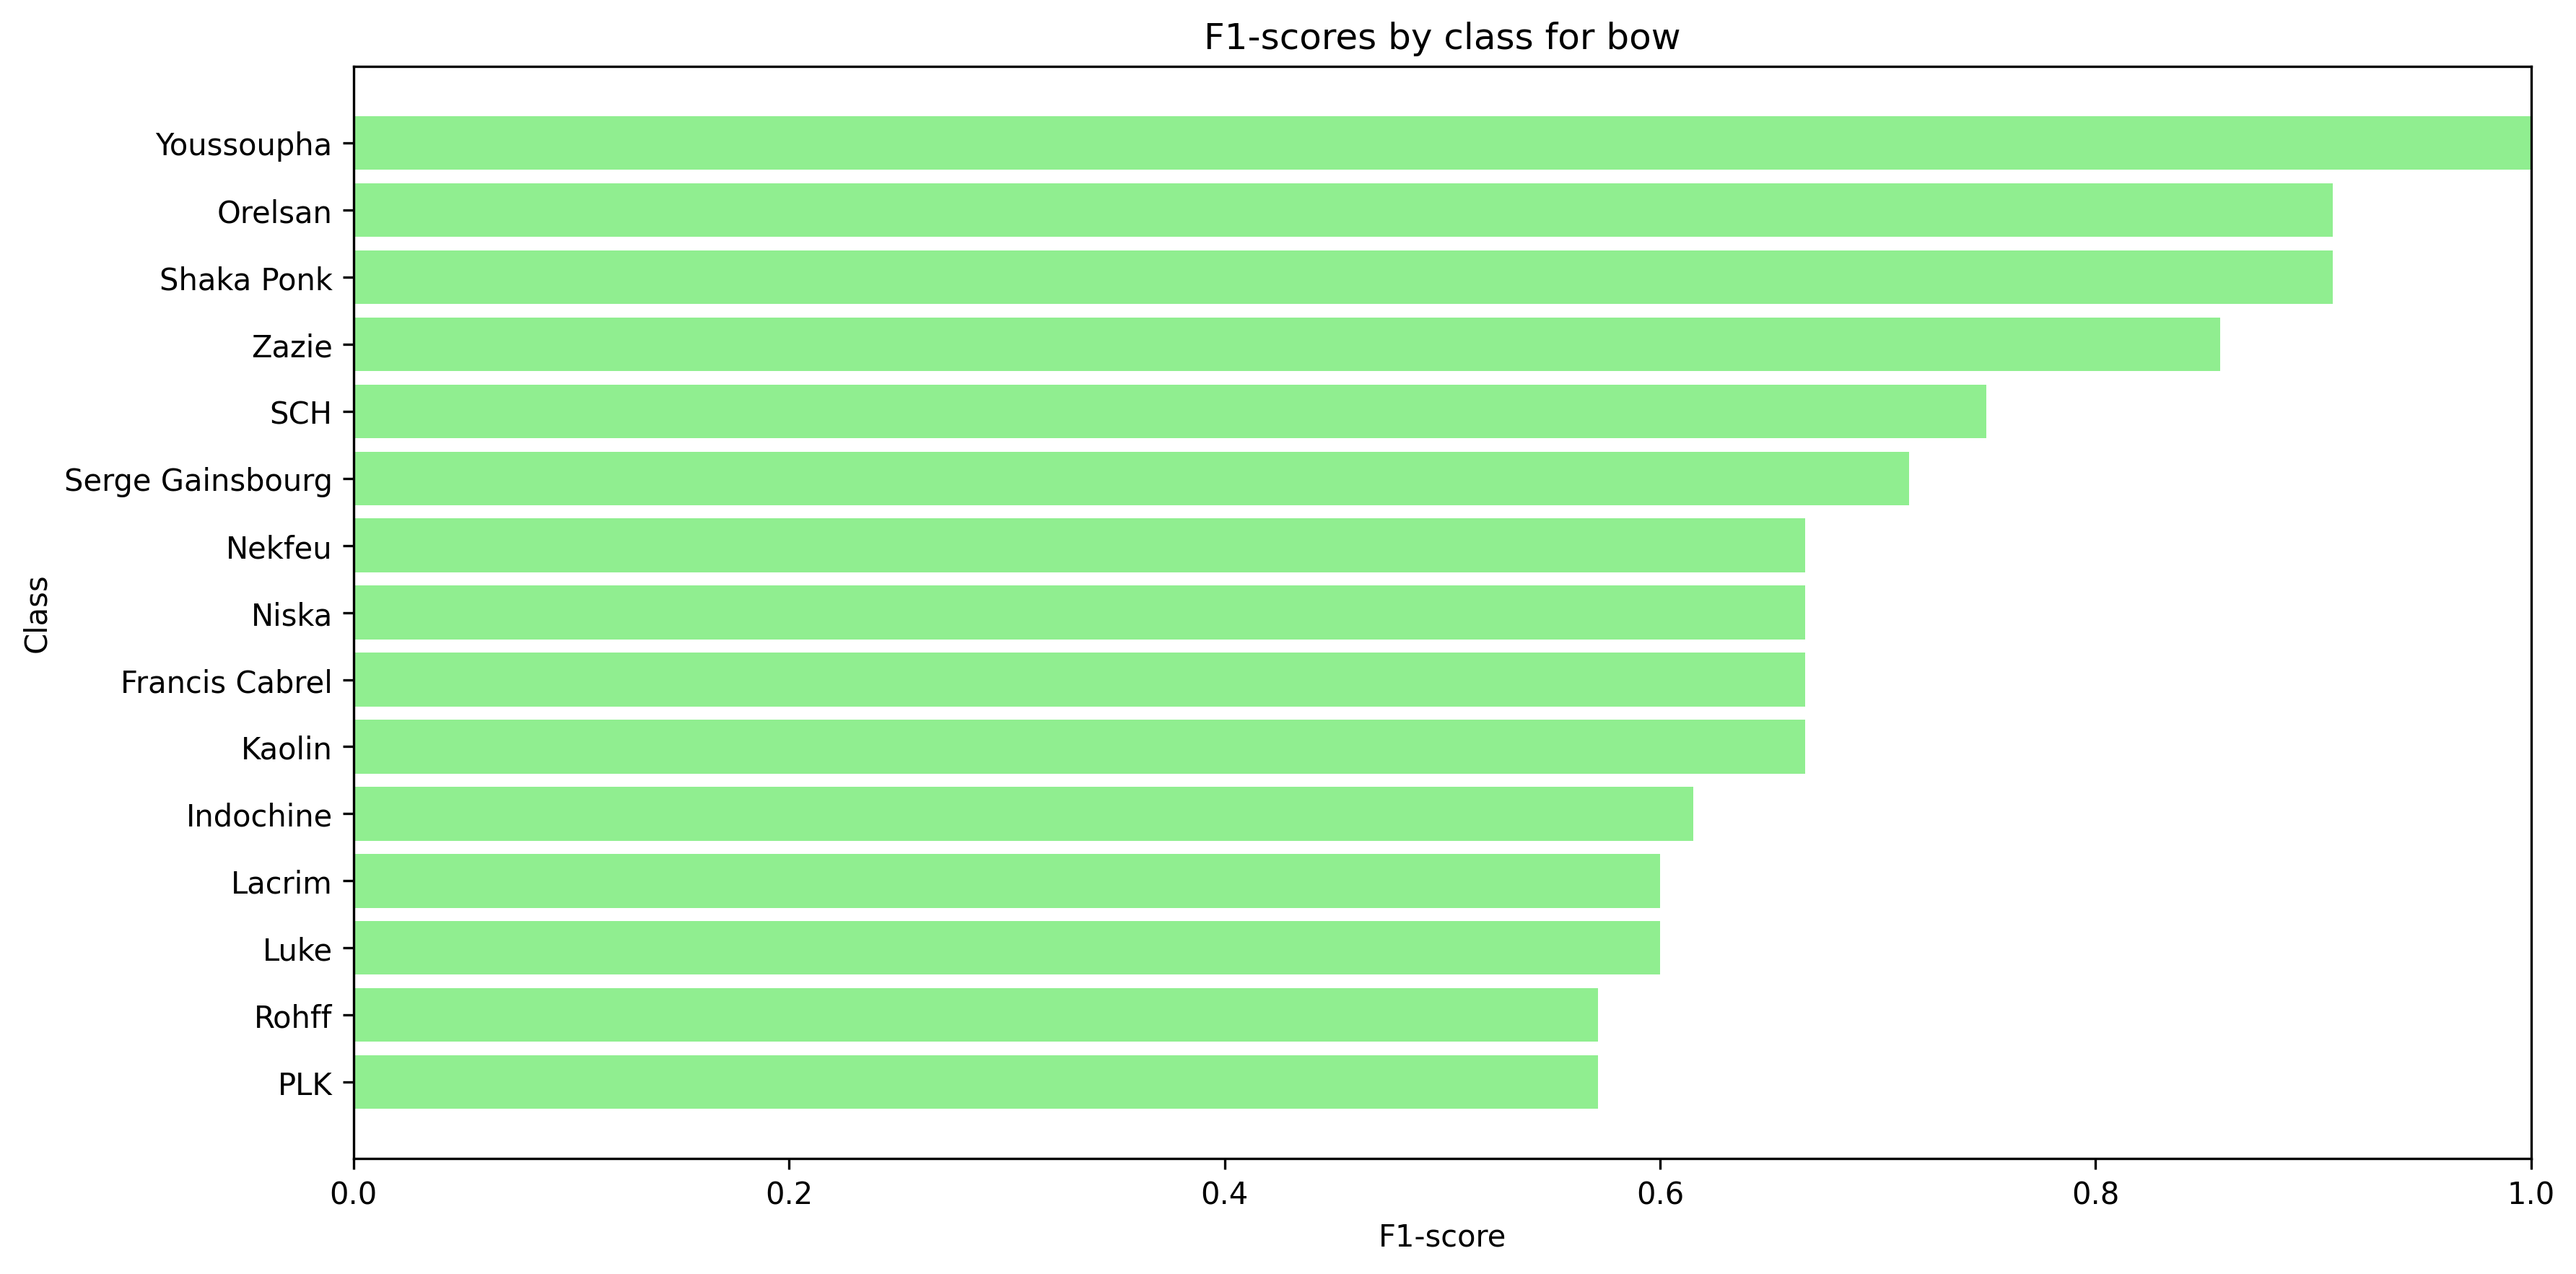 F1-scores by class for bow
Class
Youssoupha
Orelsan
Shaka Ponk
Zazie
SCH
Serge Gainsbourg
Nekfeu
Niska
Francis Cabrel
Kaolin
Indochine
Lacrim
Luke
Rohff
PLK
0.0 0.2 0.4 0.6 0.8 1.0
F1-score